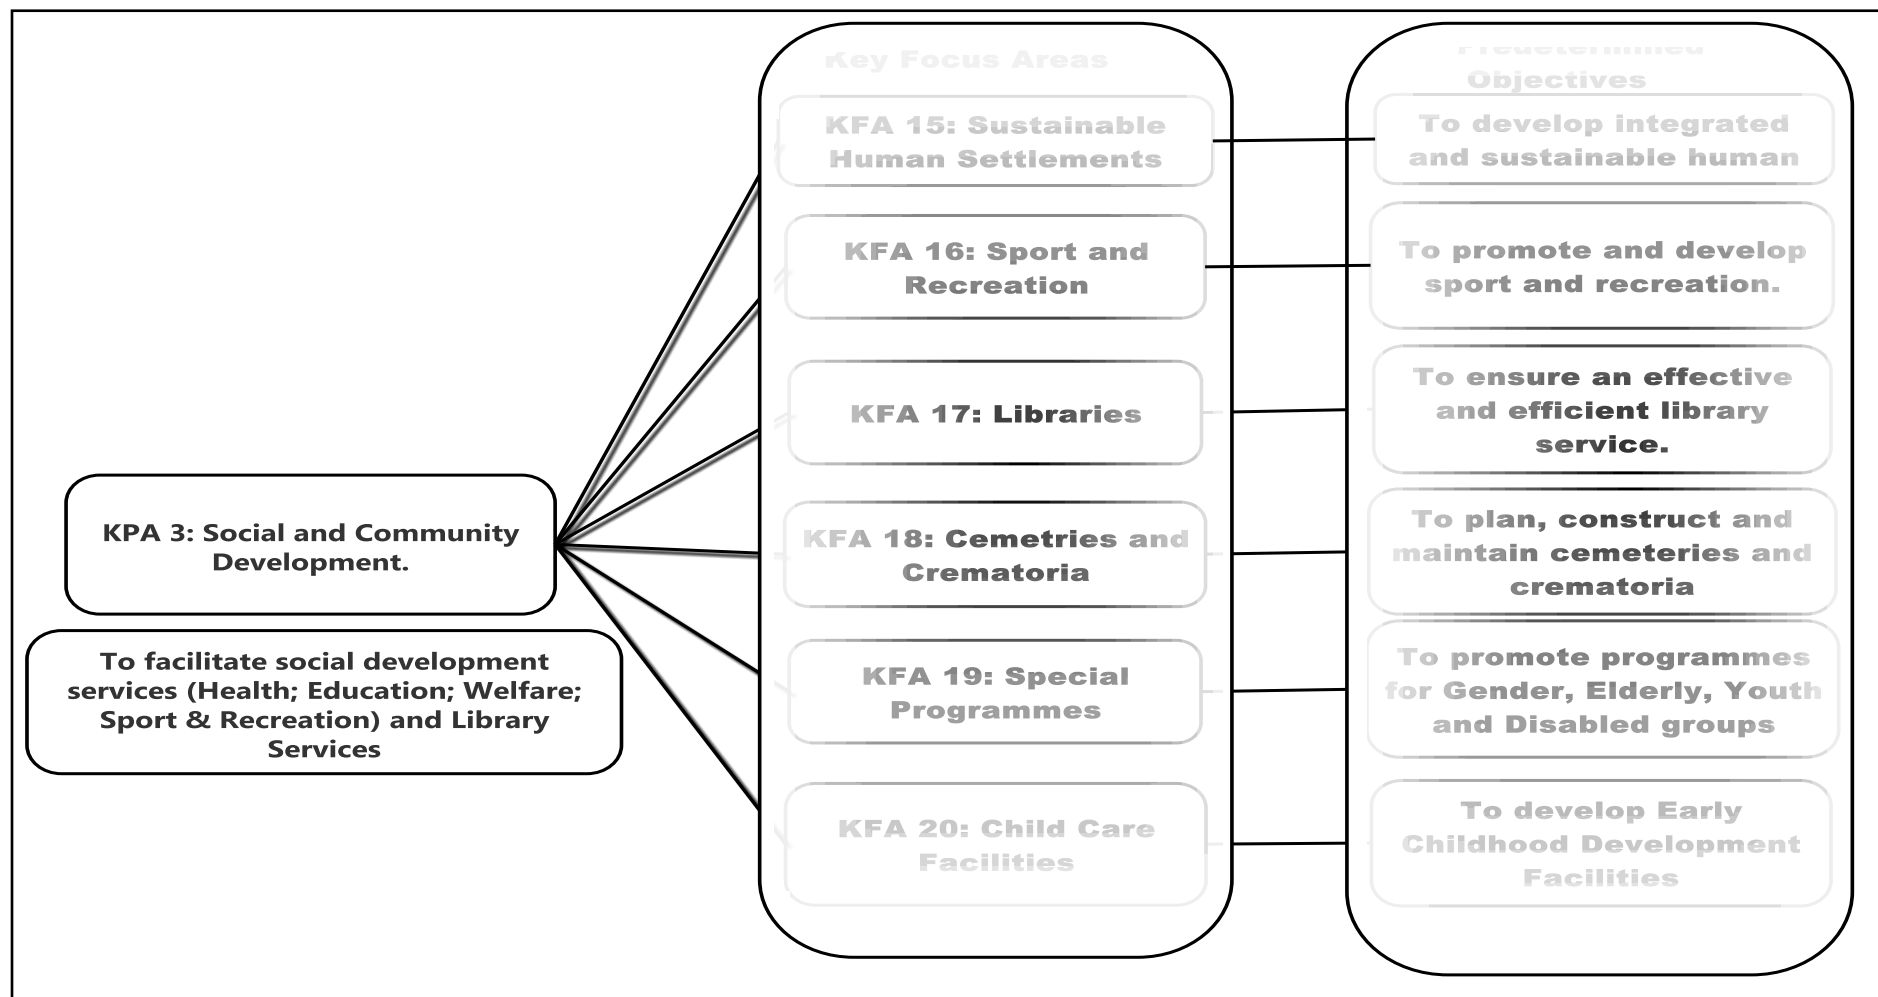 KPA 3: Social and Community
Development.
To facilitate social development
services (Health; Education; Welfare;
Sport & Recreation) and Library
Services
Key Focus Areas
KFA 15: Sustainable
Human Settlements
KFA 16: Sport and
Recreation
KFA 17: Libraries
KFA 18: Cemetries and
Crematoria
KFA 19: Special
Programmes
KFA 20: Child Care
Facilities
Predetermined
Objectives
To develop integrated
and sustainable human
To promote and develop
sport and recreation.
To ensure an effective
and efficient library
service.
To plan, construct and
maintain cemeteries and
crematoria
To promote programmes
for Gender, Elderly, Youth
and Disabled groups
To develop Early
Childhood Development
Facilities